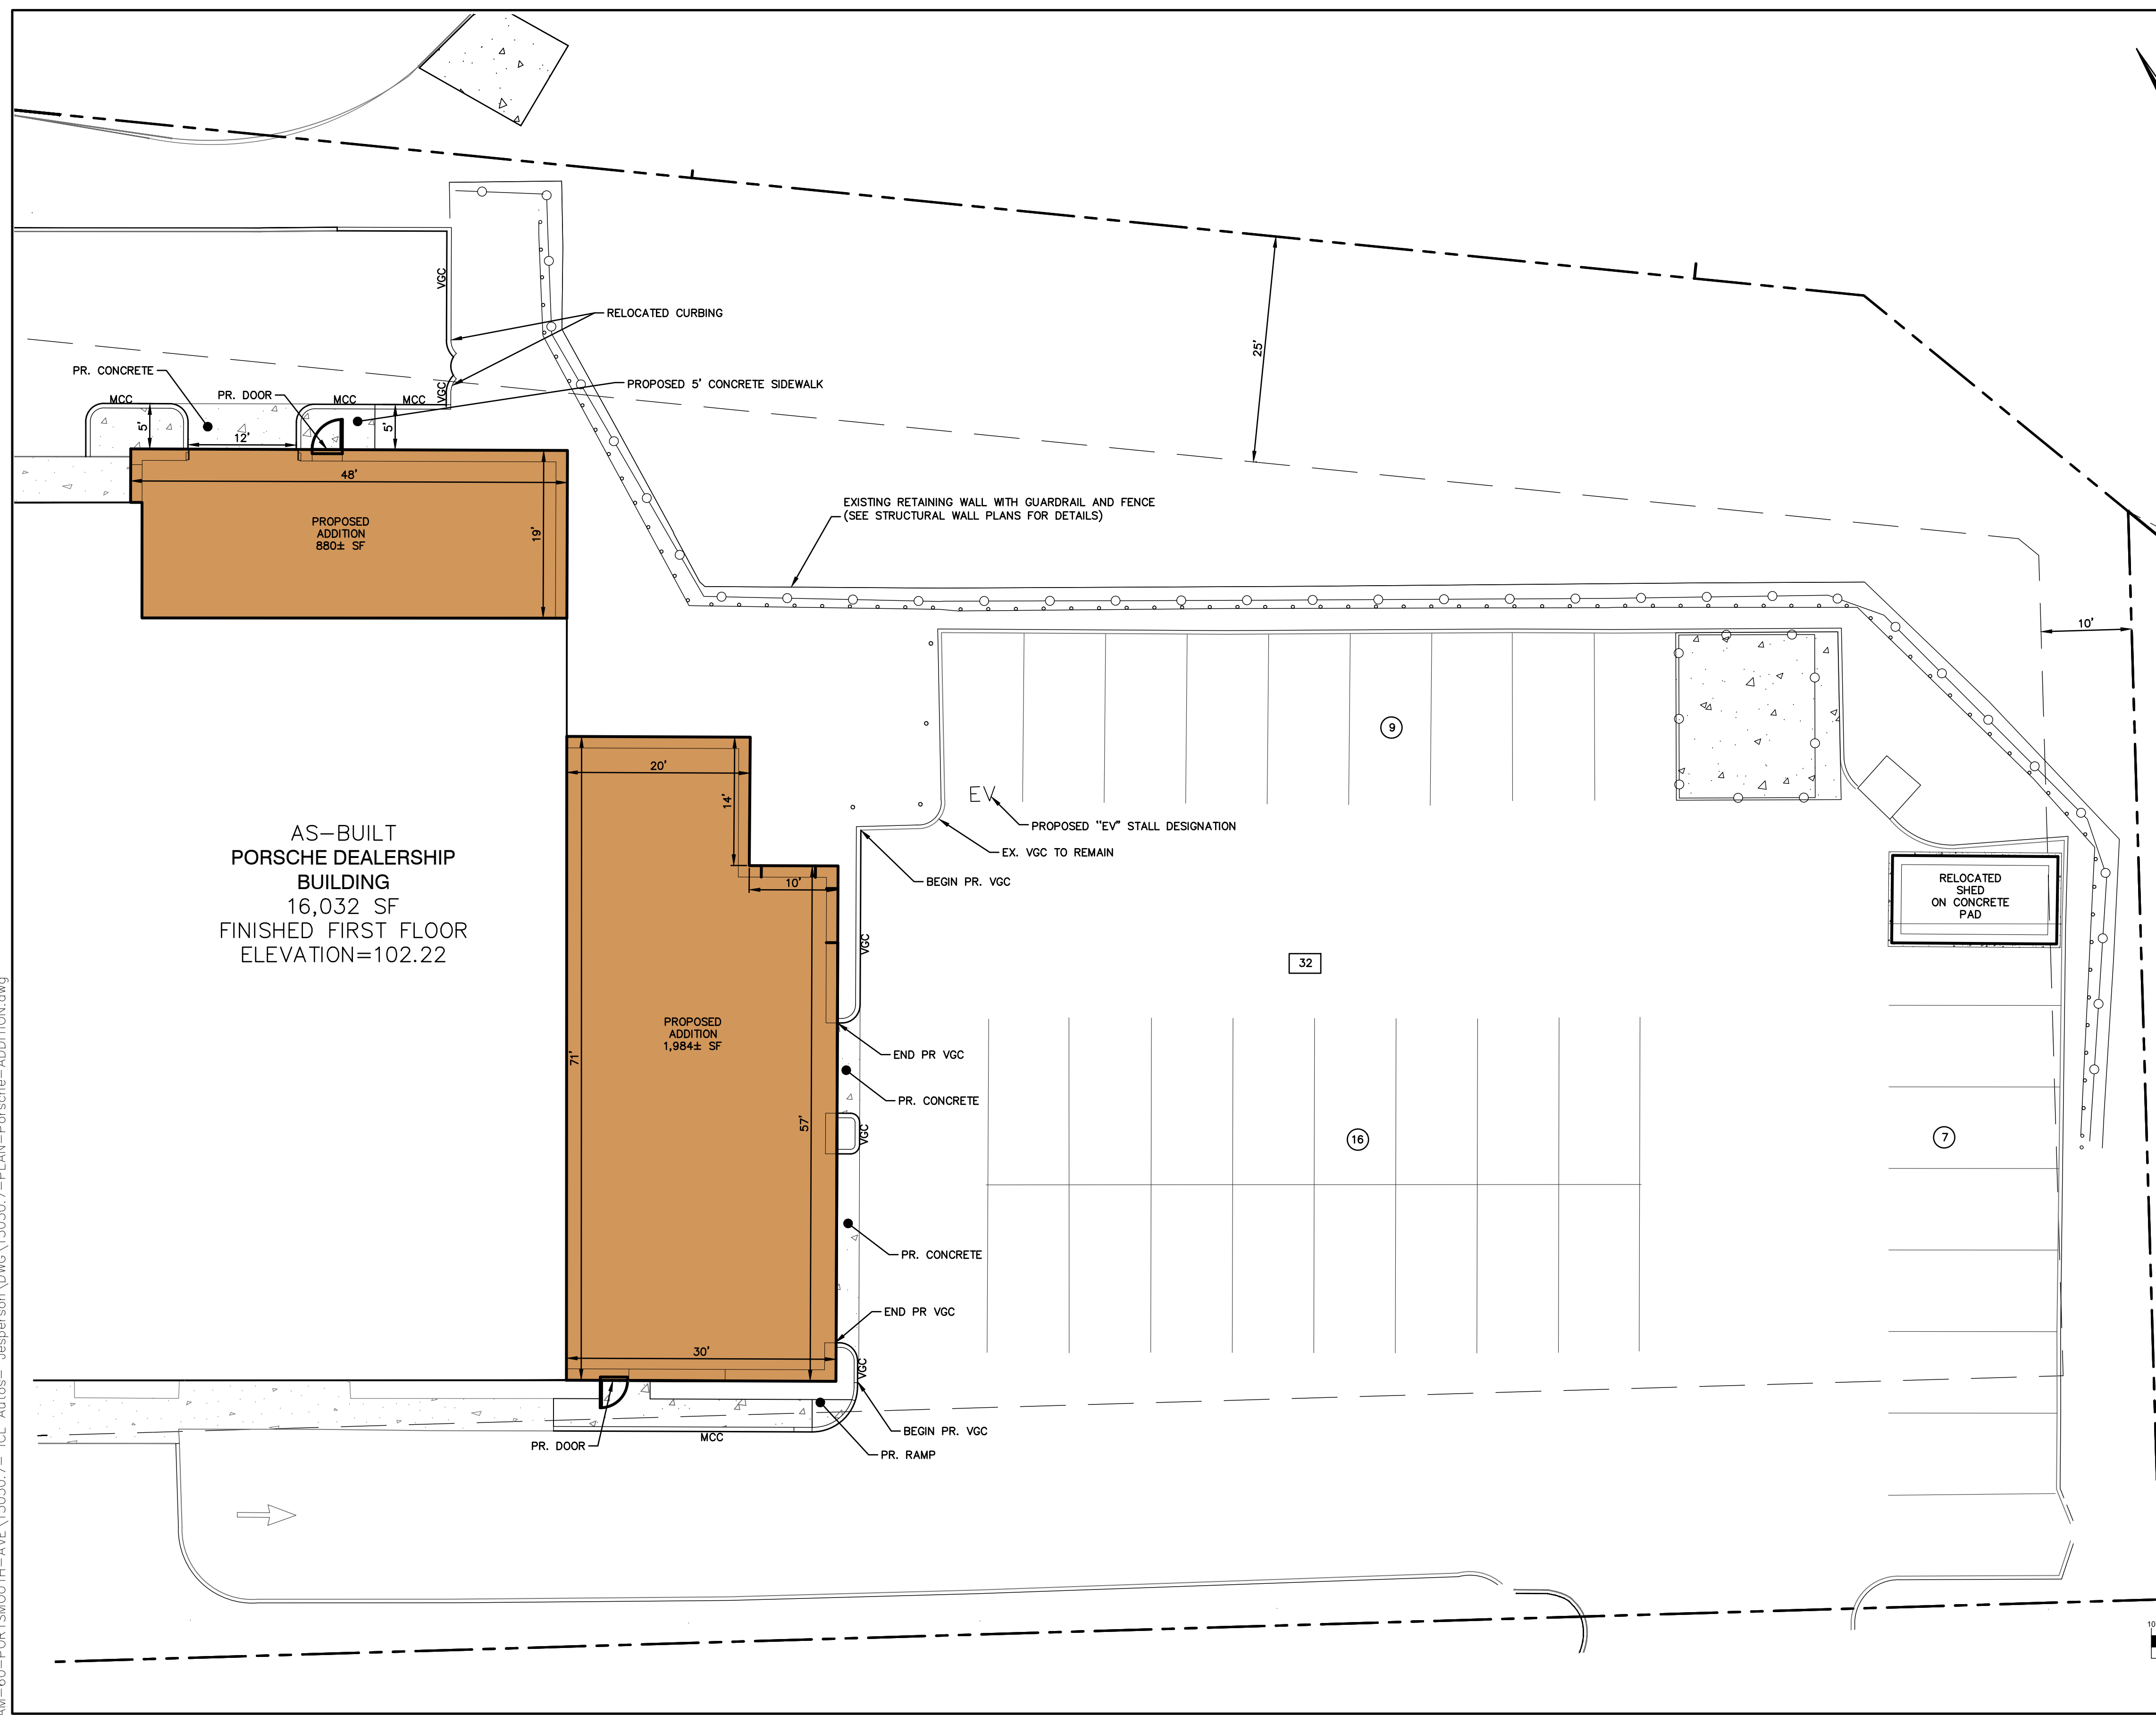 RELOCATED CURBING
VGC
25'
PR. CONCRETE
PR. DOOR
PROPOSED 5' CONCRETE SIDEWALK
VGC
MCC
MCC
MCC
5'
5'
12'
48'
PROPOSED
ADDITION
880± SF
19'
EXISTING RETAINING WALL WITH GUARDRAIL AND FENCE
(SEE STRUCTURAL WALL PLANS FOR DETAILS)
10'
9
20'
14'
EV
PROPOSED "EV" STALL DESIGNATION
EX. VGC TO REMAIN
BEGIN PR. VGC
10'
AS-BUILT
PORSCHE DEALERSHIP
BUILDING
16,032 SF
FINISHED FIRST FLOOR
ELEVATION=102.22
RELOCATED
SHED
ON CONCRETE
PAD
VGC
32
PROPOSED
ADDITION
1,984± SF
71'
57'
END PR VGC
PR. CONCRETE
VGC
16
7
PR. CONCRETE
END PR VGC
30'
VGC
BEGIN PR. VGC
PR. RAMP
PR. DOOR
MCC
10